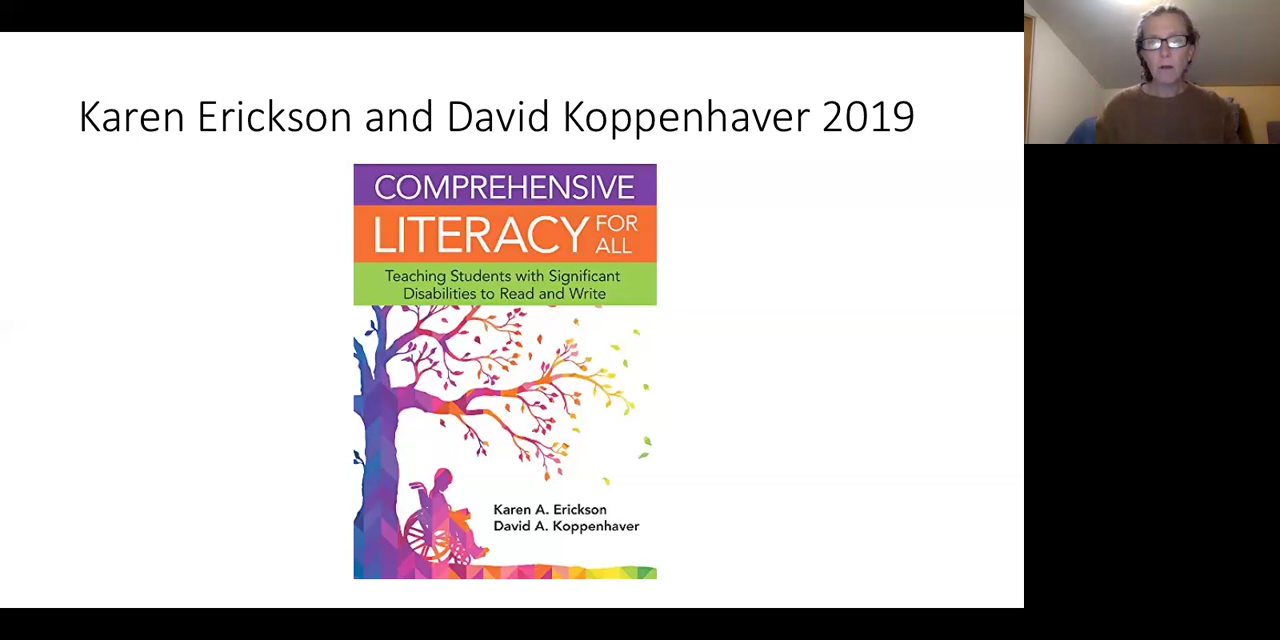 Karen Erickson and David Koppenhaver 2019
COMPREHENSIVE
LITERACY FOR ALL
Teaching Students with Significant
Disabilities to Read and Write
Karen A. Erickson
David A. Koppenhaver